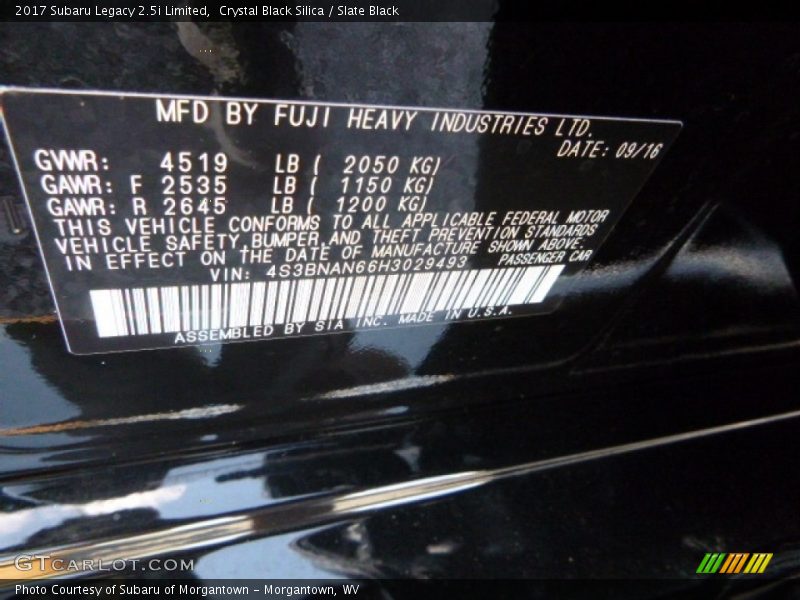 2017 Subaru Legacy 2.5i Limited, Crystal Black Silica / Slate Black
MFD BY FUJI HEAVY INDUSTRIES LTD.
DATE: 09/16
GVWR: 4519 LB ( 2050 KG)
GAWR: F 2535 LB ( 1150 KG)
GAWR: R 2645 LB ( 1200 KG)
THIS VEHICLE CONFORMS TO ALL APPLICABLE FEDERAL MOTOR
VEHICLE SAFETY,BUMPER,AND THEFT PREVENTION STANDARDS
IN EFFECT ON THE DATE OF MANUFACTURE SHOWN ABOVE.
VIN: 4S3BNAN66H3029493 PASSENGER CAR
ASSEMBLED BY SIA INC. MADE IN U.S.A.
GTCARLOT.COM
Photo Courtesy of Subaru of Morgantown - Morgantown, WV